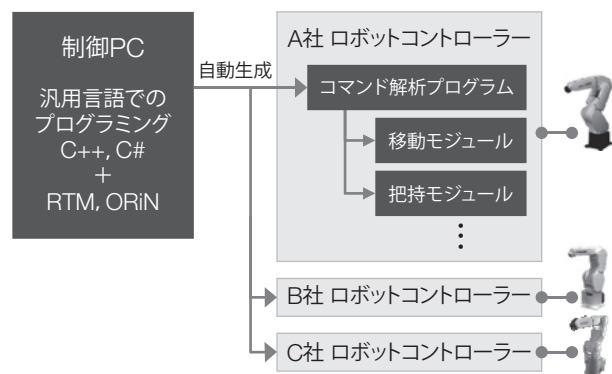 制御PC
汎用言語での
プログラミング
C++, C#
+
RTM, ORiN
自動生成
A社 ロボットコントローラー
コマンド解析プログラム
移動モジュール
把持モジュール
⋮
B社 ロボットコントローラー
C社 ロボットコントローラー